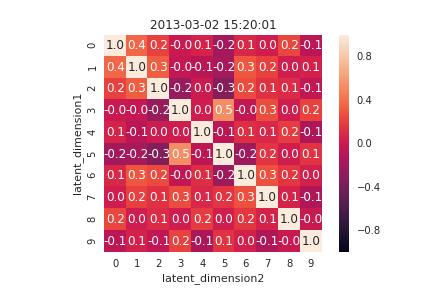 2013-03-02 15:20:01
latent_dimension1
0 1.0 0.4 0.2 -0.0 0.1 -0.2 0.1 0.0 0.2 -0.1
1 0.4 1.0 0.3 -0.0 -0.1 -0.2 0.3 0.2 0.0 0.1
2 0.2 0.3 1.0 -0.2 0.0 -0.3 0.2 0.1 0.1 -0.1
3 -0.0 -0.0 -0.2 1.0 0.0 0.5 -0.0 0.3 0.0 0.2
4 0.1 -0.1 0.0 0.0 1.0 -0.1 0.1 0.1 0.2 -0.1
5 -0.2 -0.2 -0.3 0.5 -0.1 1.0 -0.2 0.2 0.0 0.1
6 0.1 0.3 0.2 -0.0 0.1 -0.2 1.0 0.3 0.2 0.0
7 0.0 0.2 0.1 0.3 0.1 0.2 0.3 1.0 0.1 -0.1
8 0.2 0.0 0.1 0.0 0.2 0.0 0.2 0.1 1.0 -0.0
9 -0.1 0.1 -0.1 0.2 -0.1 0.1 0.0 -0.1 -0.0 1.0
0 1 2 3 4 5 6 7 8 9
latent_dimension2
0.8
0.4
0.0
−0.4
−0.8